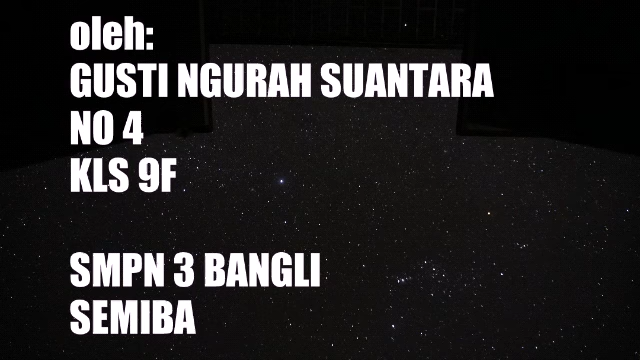 oleh:
GUSTI NGURAH SUANTARA
NO 4
KLS 9F
SMPN 3 BANGLI
SEMIBA